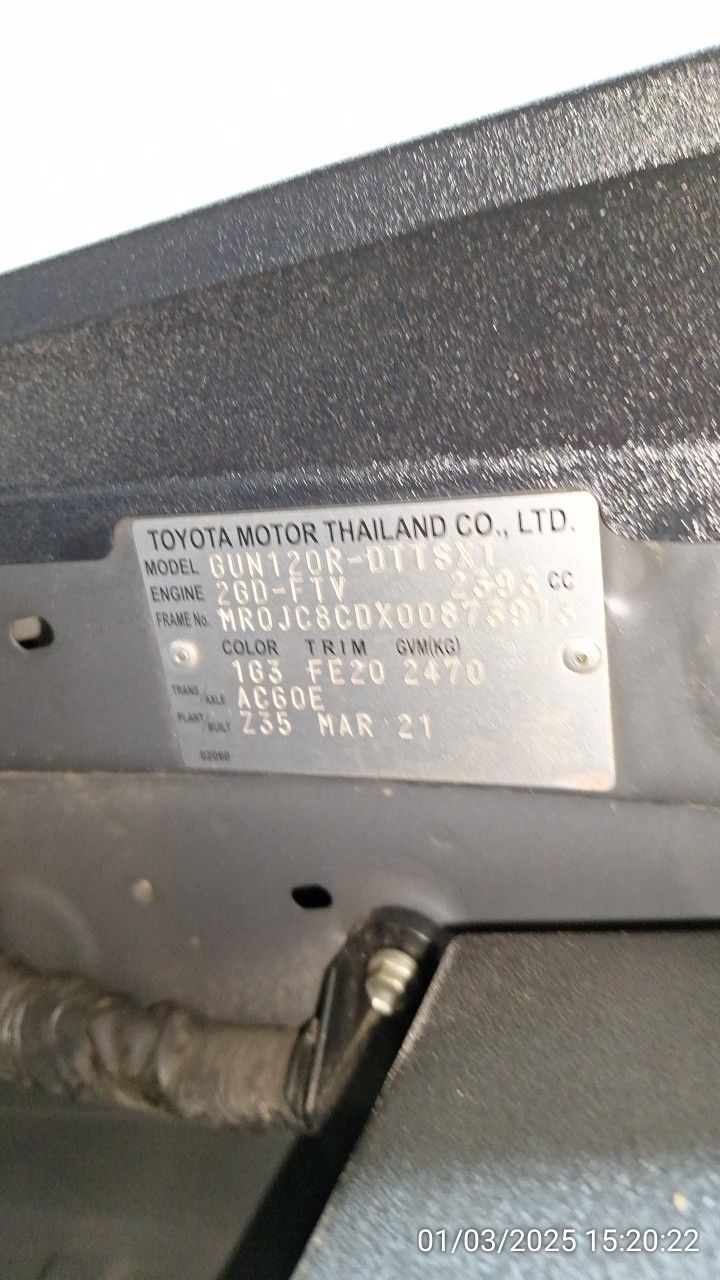 TOYOTA MOTOR THAILAND CO., LTD.
MODEL GUN120R-DTTSXT
ENGINE 2GD-FTV 2393 CC
FRAME No. MR0JC8CDX00873913
COLOR TRIM GVM(KG)
1G3 FE20 2470
TRANS/AXLE AC60E
PLANT/BUILT Z35 MAR 21
62060
01/03/2025 15:20:22